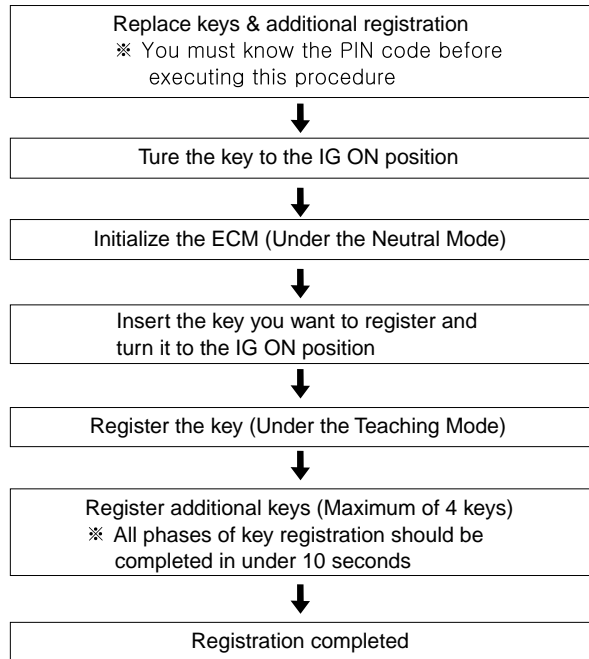 Replace keys & additional registration
※ You must know the PIN code before
executing this procedure
Ture the key to the IG ON position
Initialize the ECM (Under the Neutral Mode)
Insert the key you want to register and
turn it to the IG ON position
Register the key (Under the Teaching Mode)
Register additional keys (Maximum of 4 keys)
※ All phases of key registration should be
completed in under 10 seconds
Registration completed